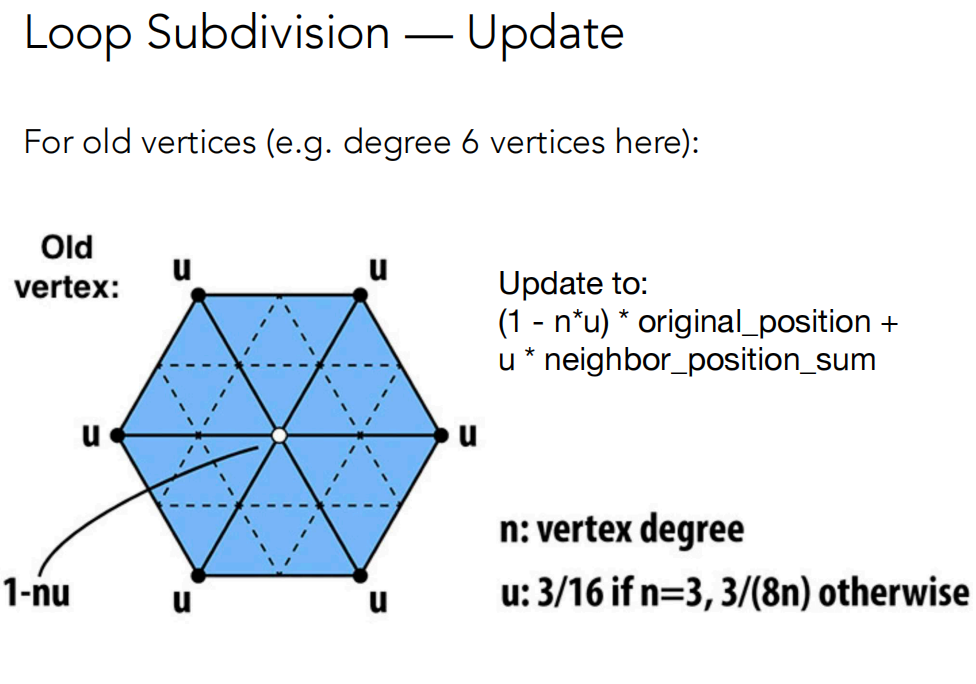 Loop Subdivision — Update
For old vertices (e.g. degree 6 vertices here):
Old
vertex:
u
u
Update to:
(1 - n*u) * original_position +
u * neighbor_position_sum
u
u
n: vertex degree
1-nu
u
u
u: 3/16 if n=3, 3/(8n) otherwise